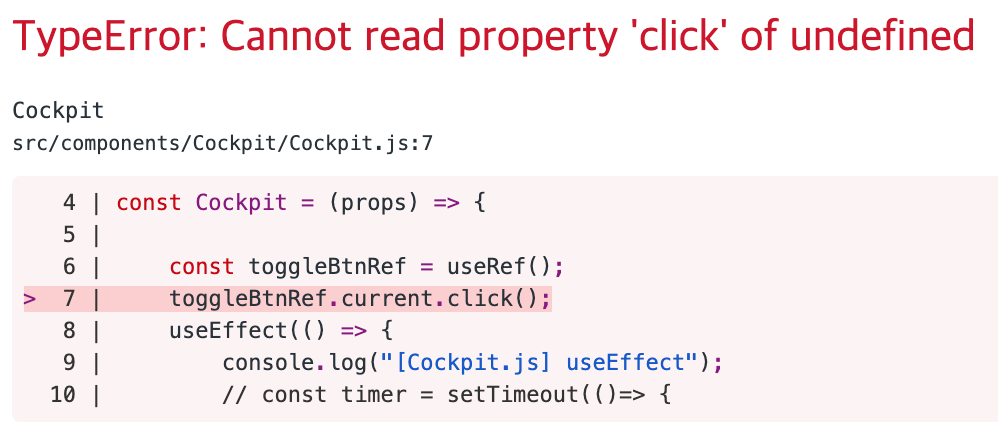 TypeError: Cannot read property 'click' of undefined
Cockpit
src/components/Cockpit/Cockpit.js:7
4 | const Cockpit = (props) => {
5 |
6 |     const toggleBtnRef = useRef();
> 7 |     toggleBtnRef.current.click();
8 |     useEffect(() => {
9 |         console.log("[Cockpit.js] useEffect");
10 |         // const timer = setTimeout(()=> {